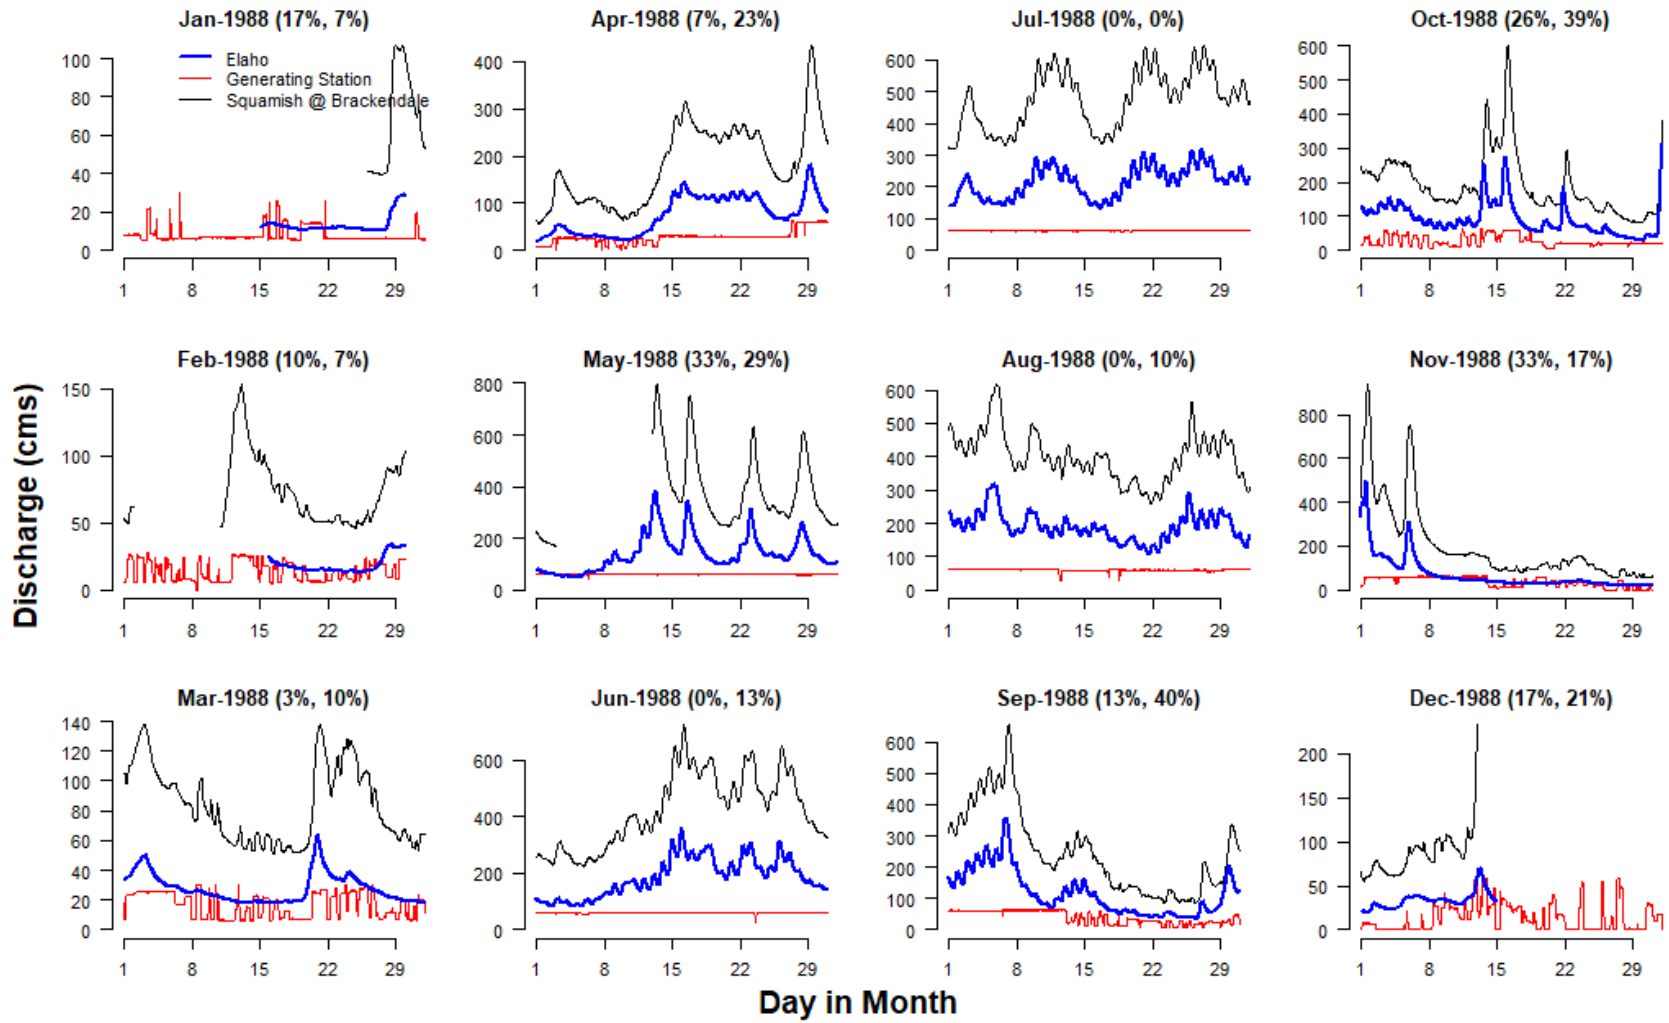 Jan-1988 (17%, 7%)
Apr-1988 (7%, 23%)
Jul-1988 (0%, 0%)
Oct-1988 (26%, 39%)
Elaho
Generating Station
Squamish @ Brackendale
100
80
60
40
20
0
1 8 15 22 29
400
300
200
100
0
1 8 15 22 29
600
500
400
300
200
100
0
1 8 15 22 29
600
500
400
300
200
100
0
1 8 15 22 29
Discharge (cms)
Feb-1988 (10%, 7%)
May-1988 (33%, 29%)
Aug-1988 (0%, 10%)
Nov-1988 (33%, 17%)
150
100
50
0
1 8 15 22 29
800
600
400
200
0
1 8 15 22 29
600
500
400
300
200
100
0
1 8 15 22 29
800
600
400
200
0
1 8 15 22 29
Mar-1988 (3%, 10%)
Jun-1988 (0%, 13%)
Sep-1988 (13%, 40%)
Dec-1988 (17%, 21%)
140
120
100
80
60
40
20
0
1 8 15 22 29
600
400
200
0
1 8 15 22 29
600
500
400
300
200
100
0
1 8 15 22 29
200
150
100
50
0
1 8 15 22 29
Day in Month